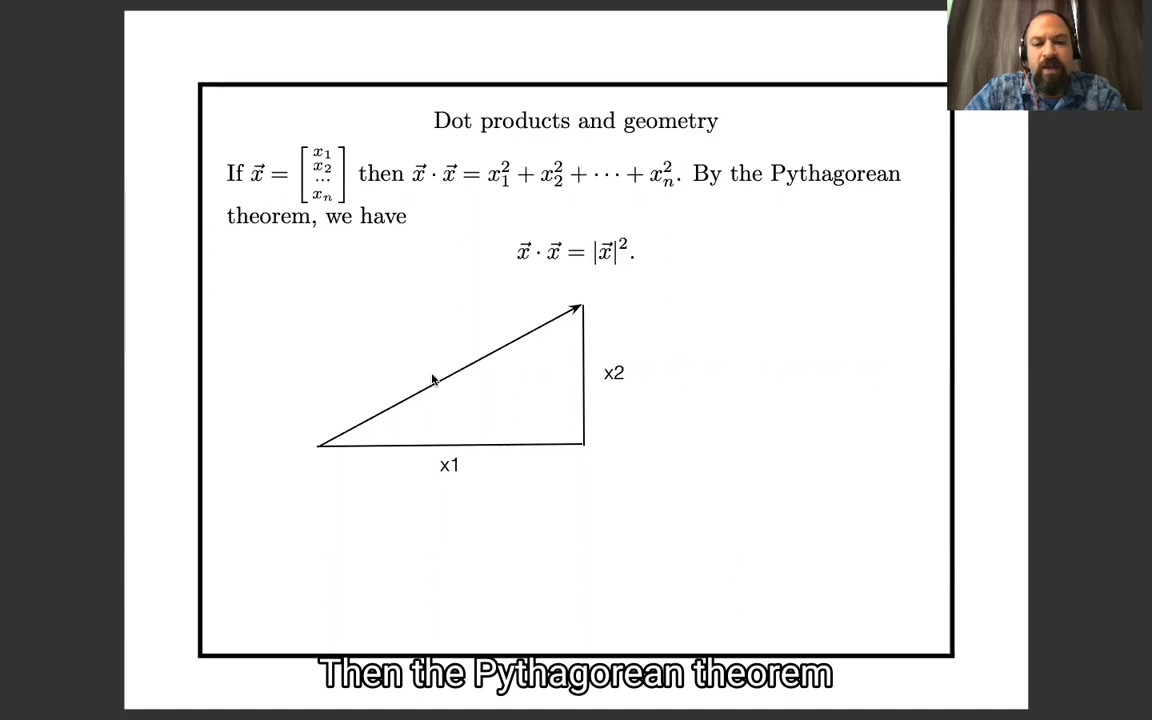 Dot products and geometry
If x⃗ = [x₁ x₂ ... xₙ] then x⃗ · x⃗ = x₁² + x₂² + ··· + xₙ². By the Pythagorean
theorem, we have
x⃗ · x⃗ = |x⃗|².
x2
x1
Then the Pythagorean theorem